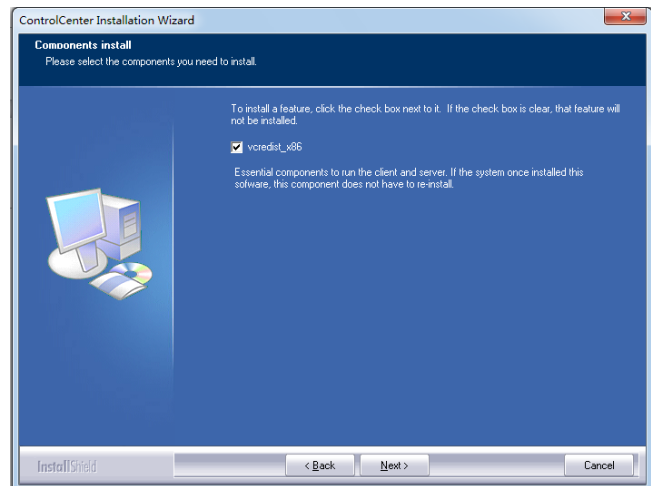 ControlCenter Installation Wizard
Components install
Please select the components you need to install.
To install a feature, click the check box next to it. If the check box is clear, that feature will
not be installed.
vcredist_x86
Essential components to run the client and server. If the system once installed this
sofware, this component does not have to re-install.
InstallShield
< Back
Next >
Cancel